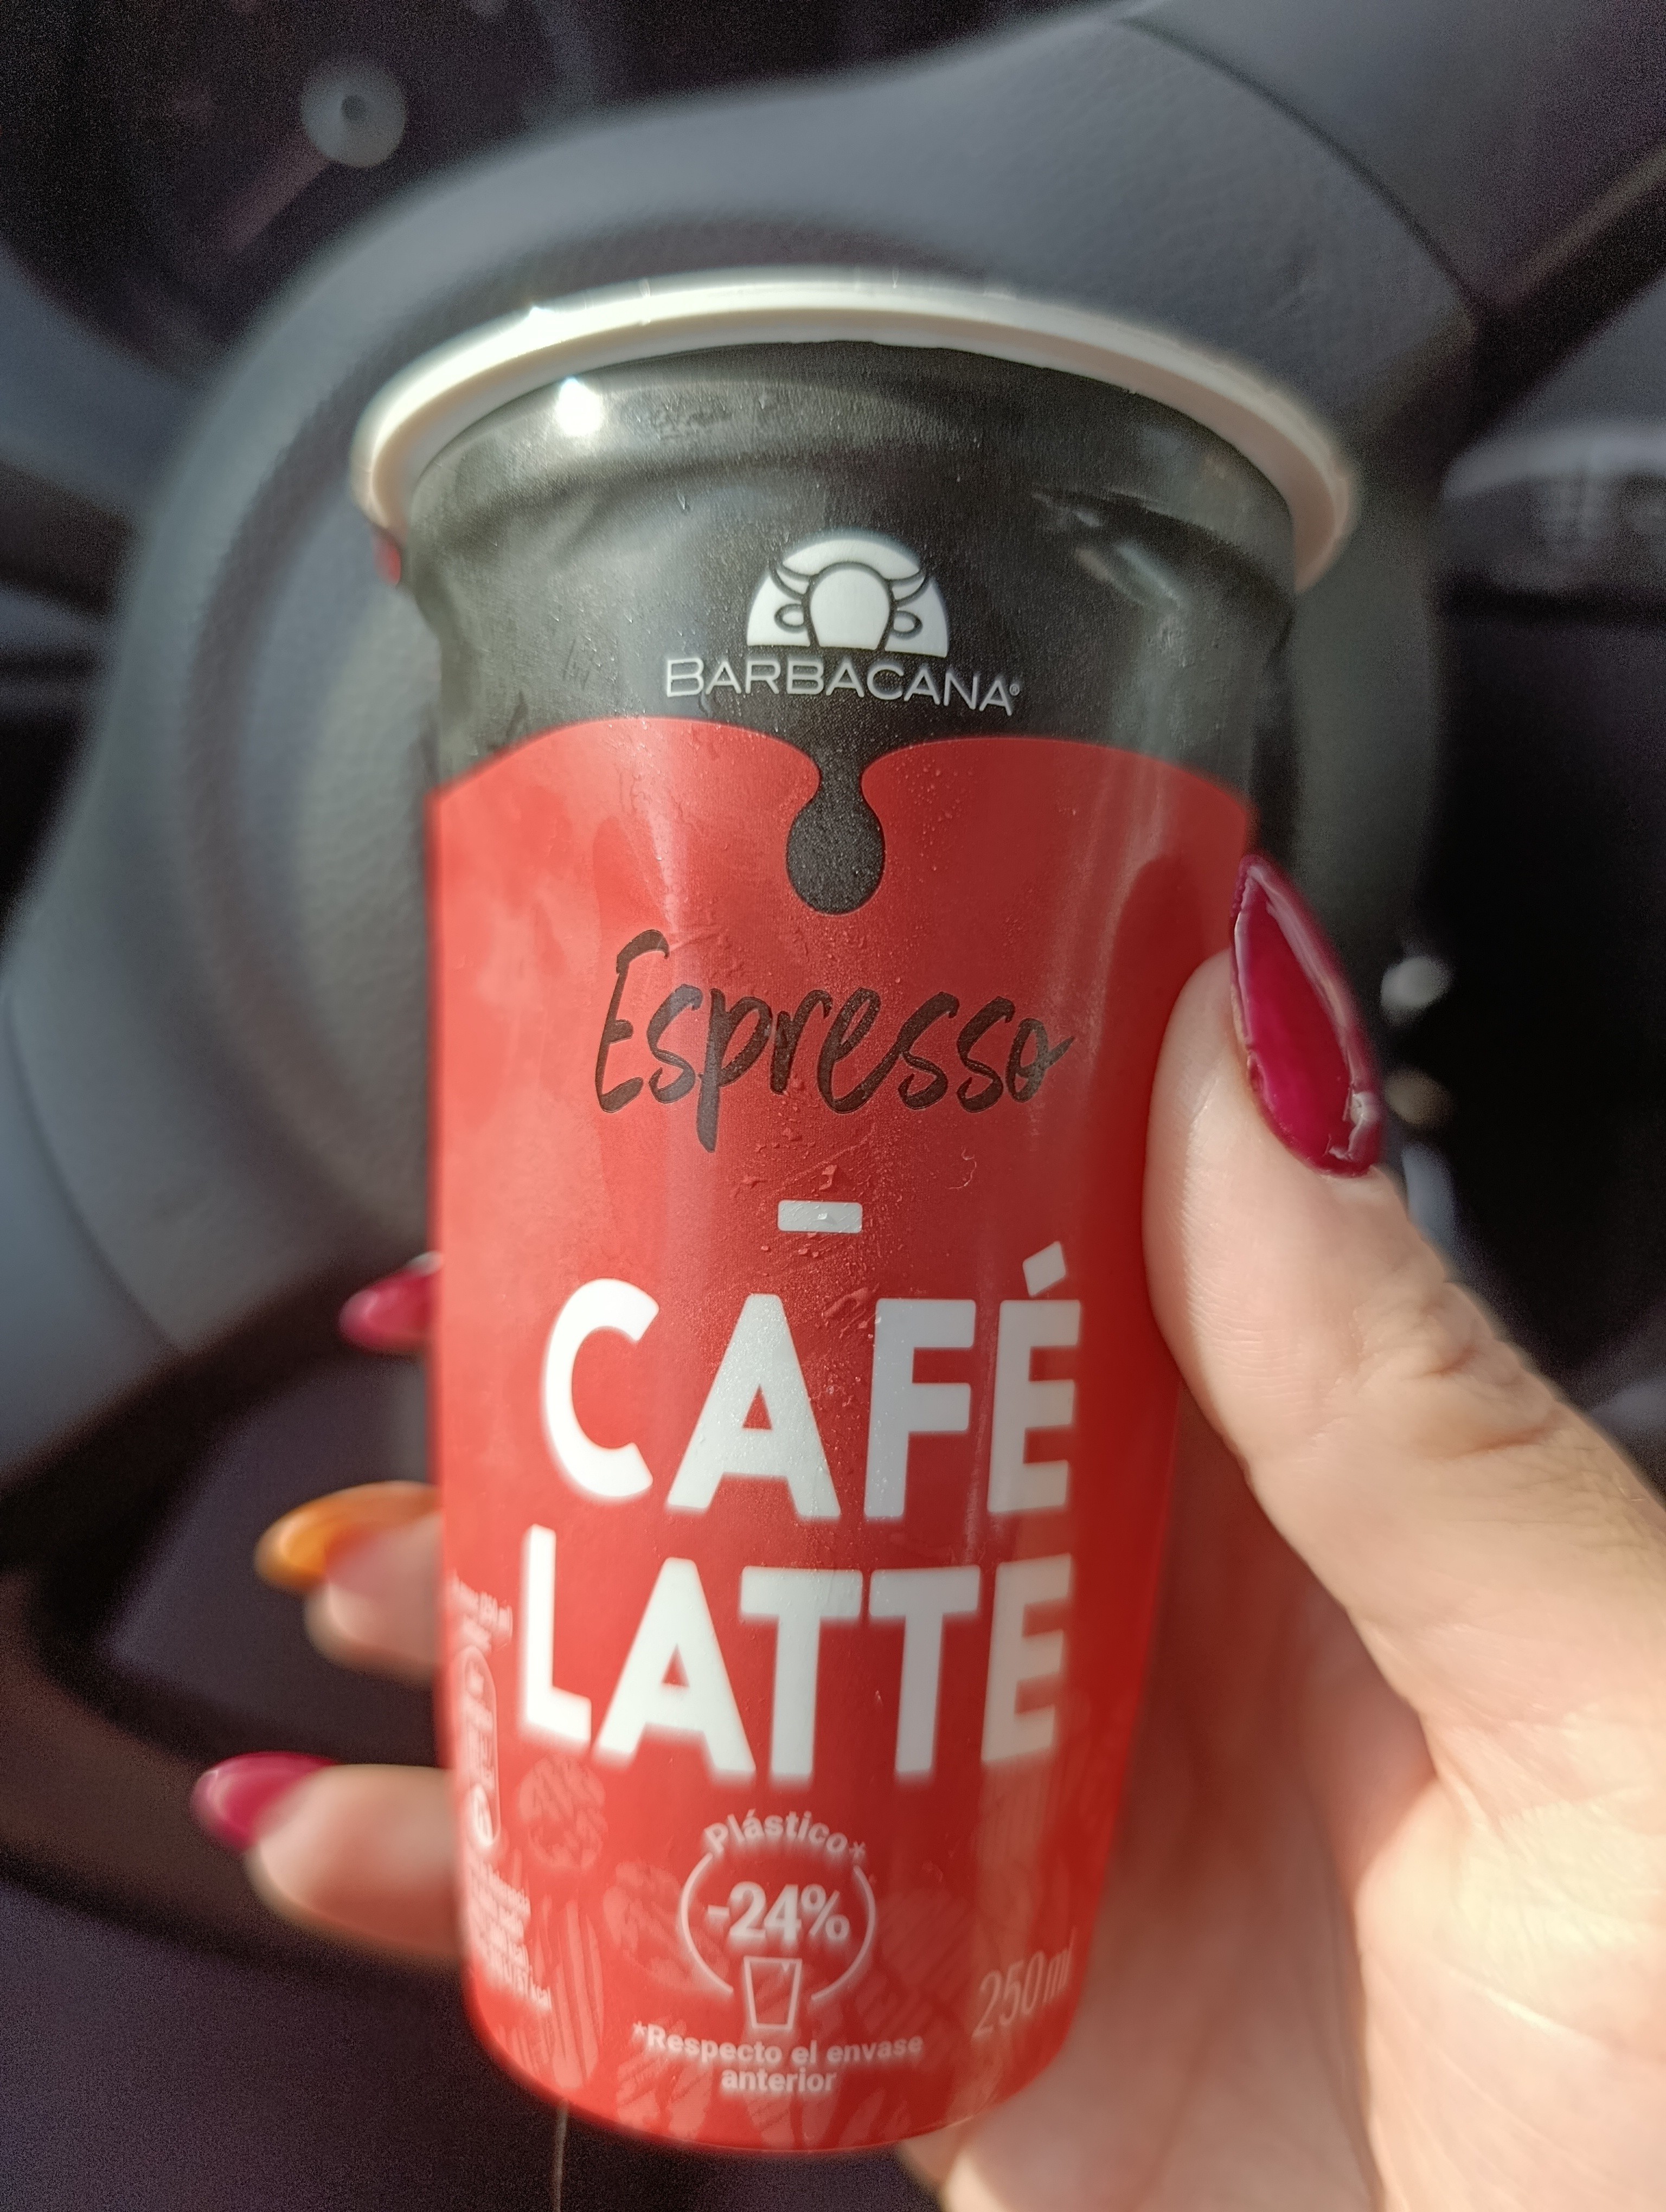 BARBACANA®
Espresso
-
CAFÉ
LATTE
Plástico*
-24%
250 ml
*Respecto el envase
anterior